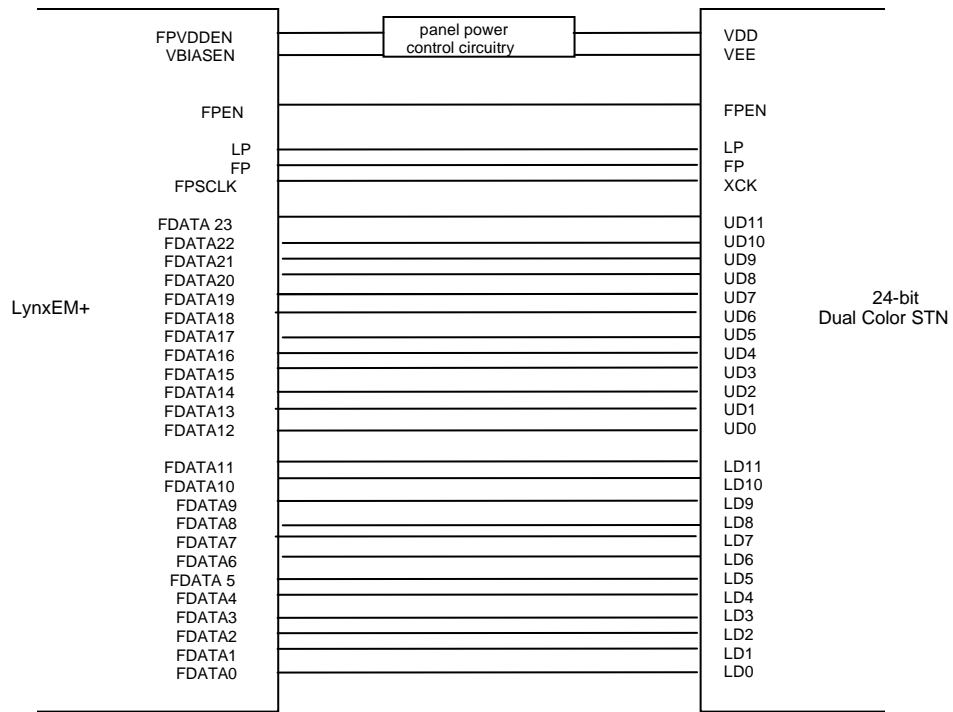 FPVDDEN panel power VDD
VBIASEN control circuitry VEE
FPEN FPEN
LP LP
FP FP
FPSCLK XCK
FDATA 23 UD11
FDATA22 UD10
FDATA21 UD9
FDATA20 UD8
LynxEM+ FDATA19 UD7 24-bit
FDATA18 UD6 Dual Color STN
FDATA17 UD5
FDATA16 UD4
FDATA15 UD3
FDATA14 UD2
FDATA13 UD1
FDATA12 UD0
FDATA11 LD11
FDATA10 LD10
FDATA9 LD9
FDATA8 LD8
FDATA7 LD7
FDATA6 LD6
FDATA 5 LD5
FDATA4 LD4
FDATA3 LD3
FDATA2 LD2
FDATA1 LD1
FDATA0 LD0